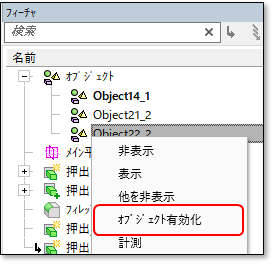 フィーチャ
検索
名前
オブジェクト
Object14_1
Object21_2
Object22_2
メイン平
押出
押出
フィレッ
押出
押出
非表示
表示
他を非表示
オブジェクト有効化
計測